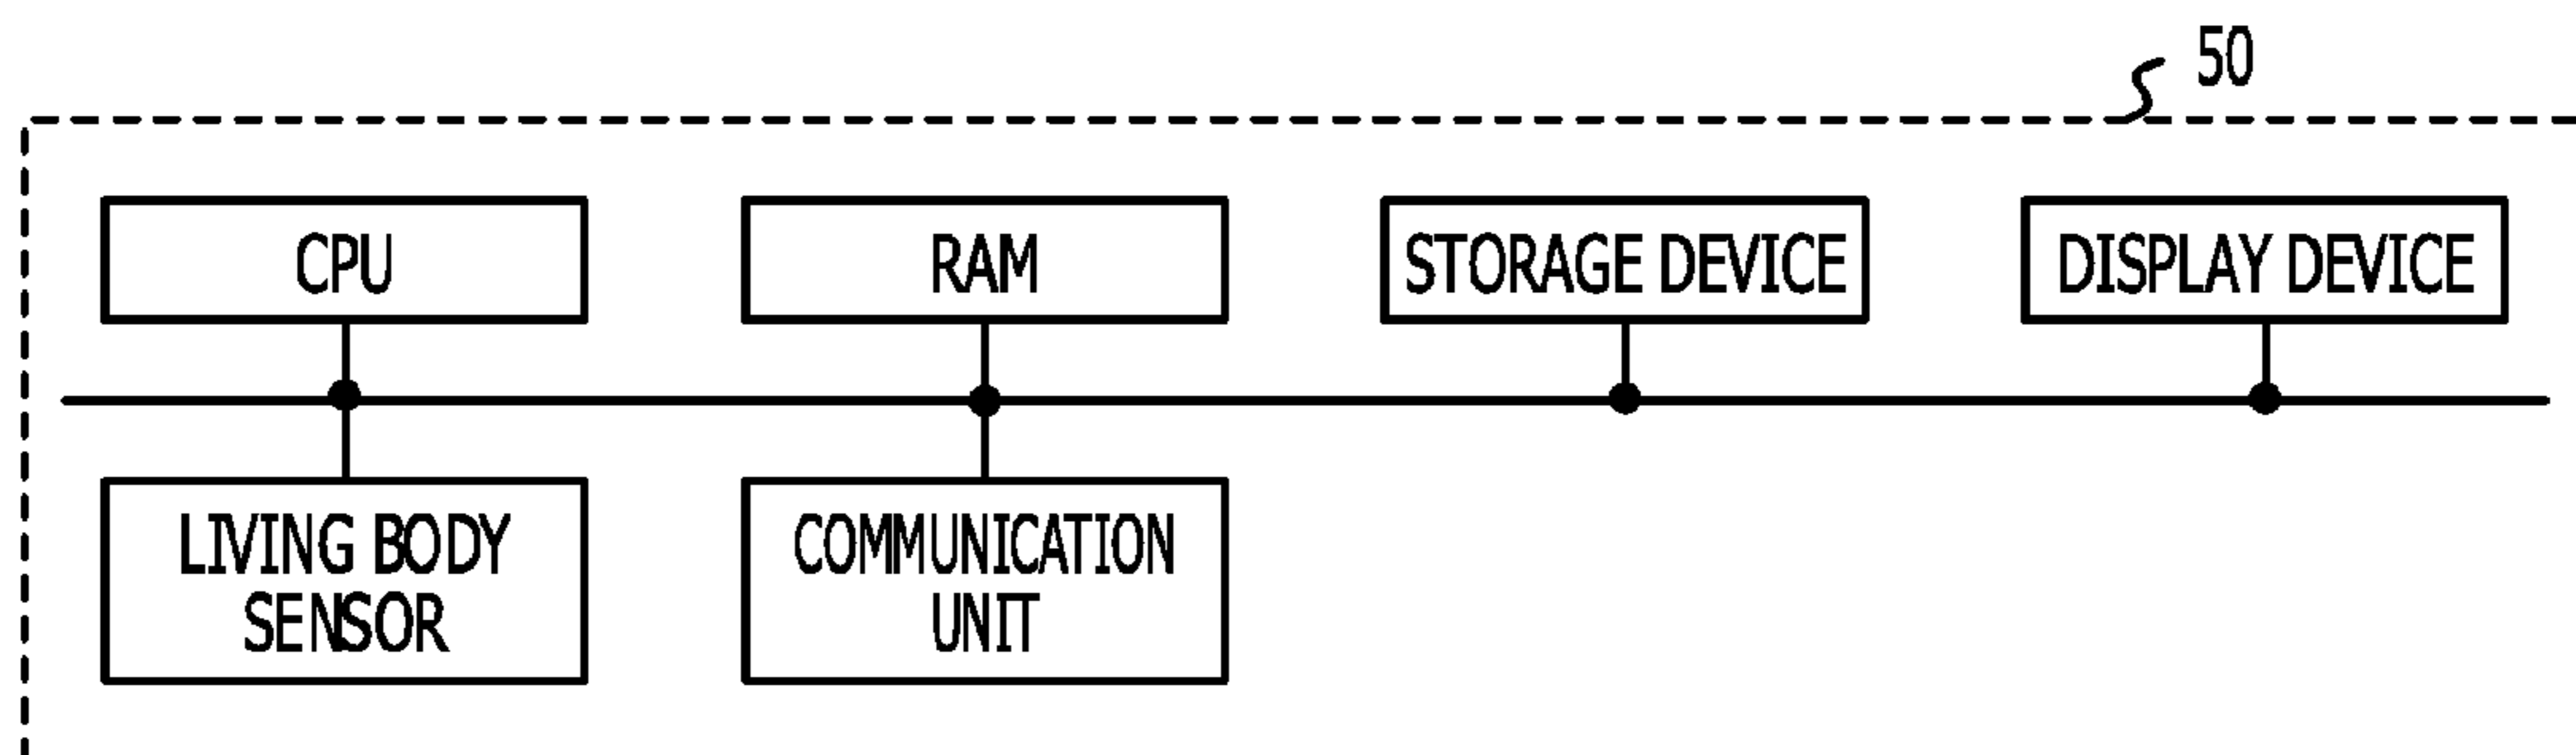 50
CPU
RAM
STORAGE DEVICE
DISPLAY DEVICE
LIVING BODY
SENSOR
COMMUNICATION
UNIT